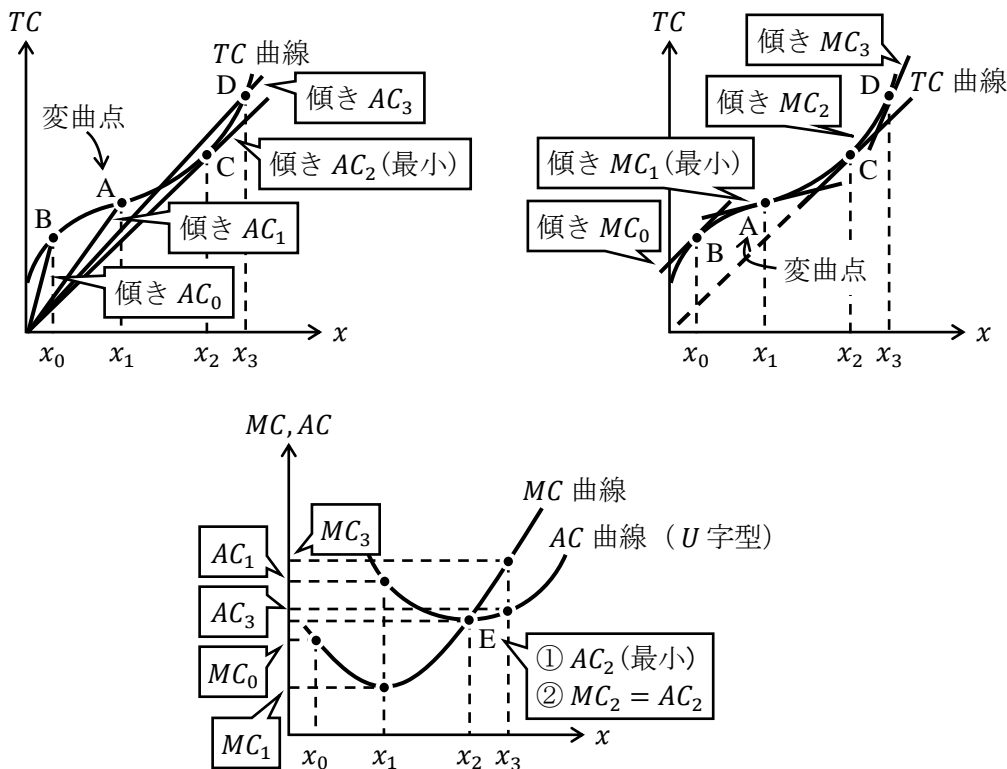 TC
TC 曲線
D
傾き AC₃
変曲点
傾き AC₂(最小)
C
A
B
傾き AC₁
傾き AC₀
x
x₀ x₁ x₂ x₃
TC
傾き MC₃
D
TC 曲線
傾き MC₂
傾き MC₁(最小)
C
傾き MC₀
A
B
変曲点
x
x₀ x₁ x₂ x₃
MC, AC
MC 曲線
MC₃
AC 曲線(U 字型)
AC₁
AC₃
E
① AC₂(最小)
MC₀
② MC₂ = AC₂
MC₁
x
x₀ x₁ x₂ x₃